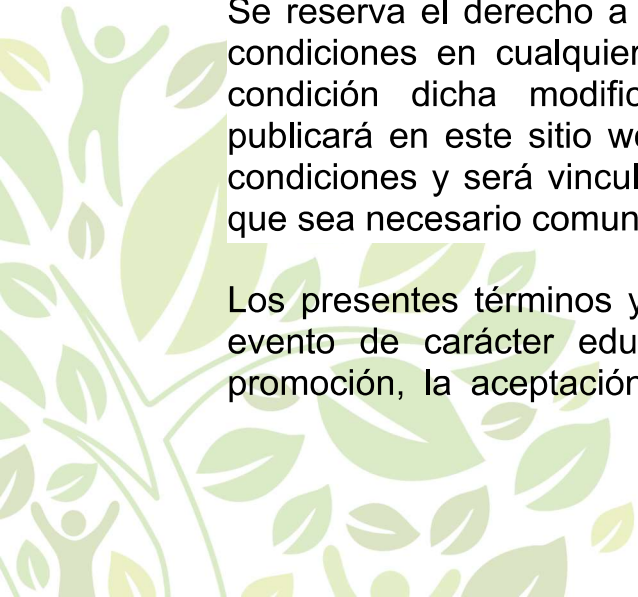 Se reserva el derecho a
condiciones en cualquier
condición dicha modific
publicará en este sitio w
condiciones y será vincul
que sea necesario comun
Los presentes términos y
evento de carácter edu
promoción, la aceptación